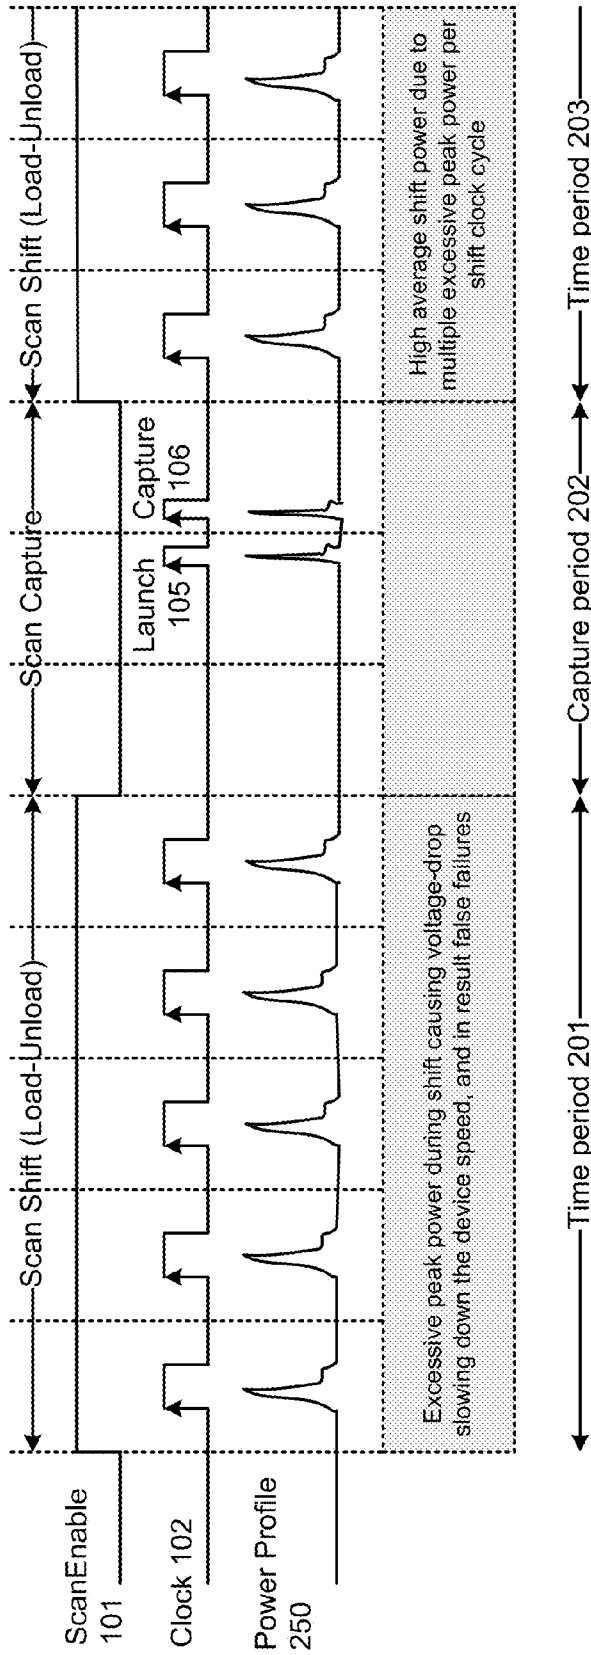 Scan Shift (Load-Unload)
Scan Capture
Scan Shift (Load-Unload)
ScanEnable
101
Clock 102
Launch
105
Capture
106
Power Profile
250
Excessive peak power during shift causing voltage-drop
slowing down the device speed, and in result false failures
High average shift power due to
multiple excessive peak power per
shift clock cycle
Time period 201
Capture period 202
Time period 203